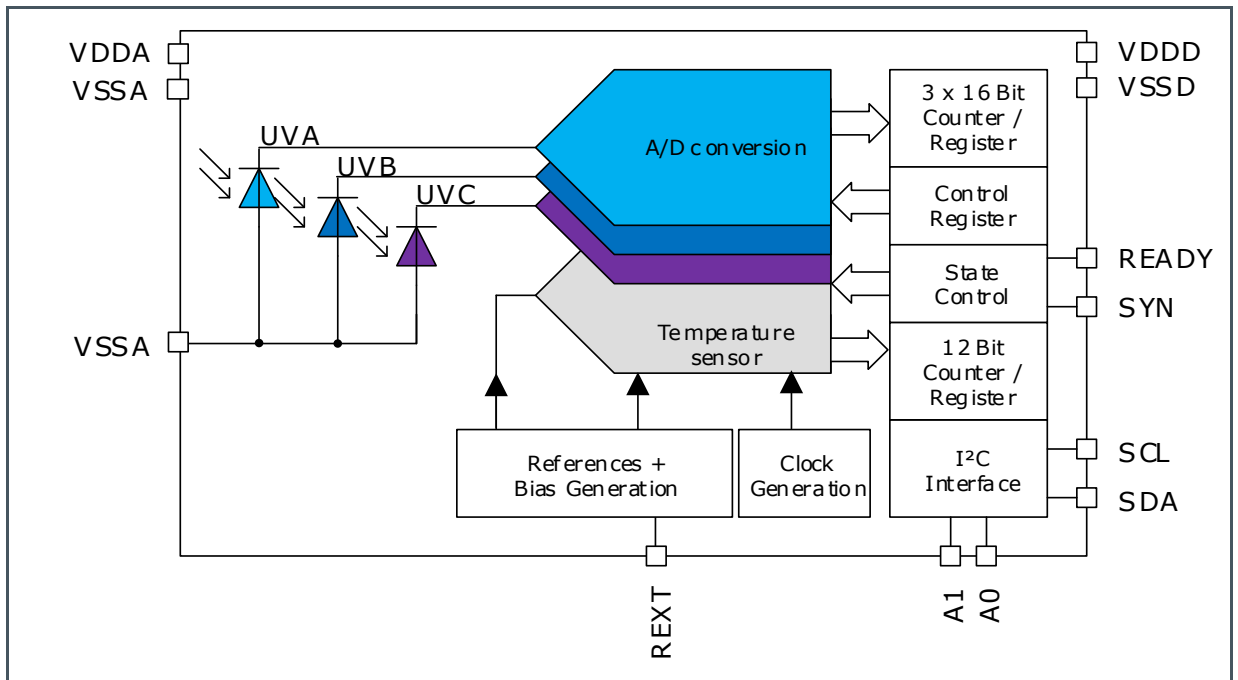 VDDA
VSSA
VDDD
VSSD
UVA
UVB
UVC
A/D conversion
3 x 16 Bit
Counter /
Register
Control
Register
State
Control
READY
SYN
VSSA
Temperature
sensor
12 Bit
Counter /
Register
References +
Bias Generation
Clock
Generation
I²C
Interface
SCL
SDA
REXT
A1
A0